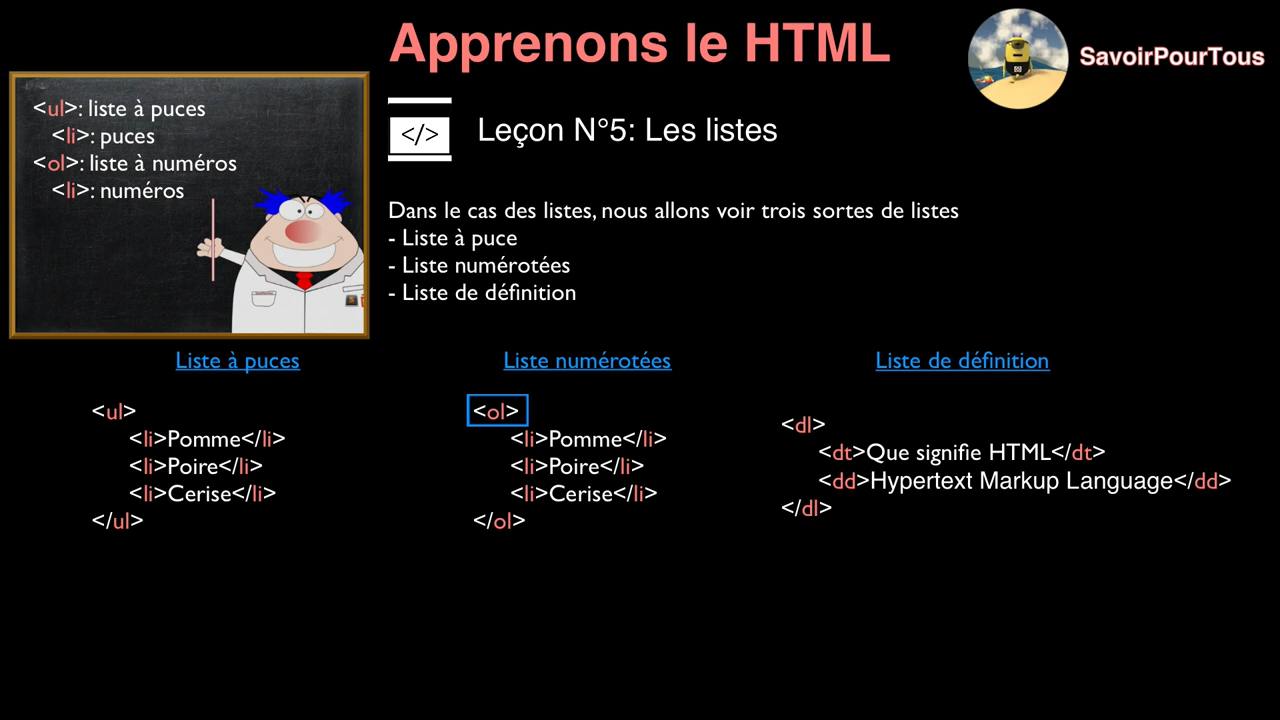 Apprenons le HTML
SavoirPourTous
<ul>: liste à puces
<li>: puces
<ol>: liste à numéros
<li>: numéros
</>
Leçon N°5: Les listes
Dans le cas des listes, nous allons voir trois sortes de listes
- Liste à puce
- Liste numérotées
- Liste de définition
Liste à puces
<ul>
<li>Pomme</li>
<li>Poire</li>
<li>Cerise</li>
</ul>
Liste numérotées
<ol>
<li>Pomme</li>
<li>Poire</li>
<li>Cerise</li>
</ol>
Liste de définition
<dl>
<dt>Que signifie HTML</dt>
<dd>Hypertext Markup Language</dd>
</dl>